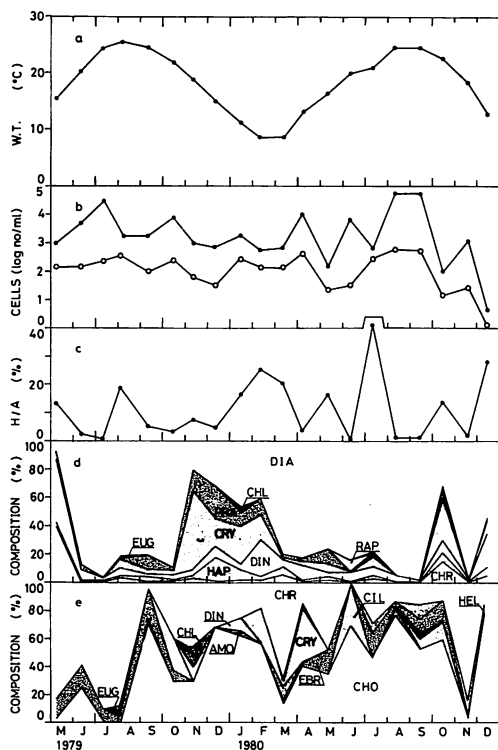 a
W.T. (°C)
30
20
10
0
b
CELLS (log no/ml)
5
4
3
2
1
0
c
H/A (%)
40
20
0
d
COMPOSITION (%)
100
80
60
40
20
0
DIA
EUG
CHL
CRY
HAP
DIN
RAP
CHR
e
COMPOSITION (%)
100
80
60
40
20
0
EUG
CHL
DIN
AMO
CHR
CRY
EBR
CIL
CHO
HEL
M J J A S O N D J F M A M J J A S O N D
1979 1980